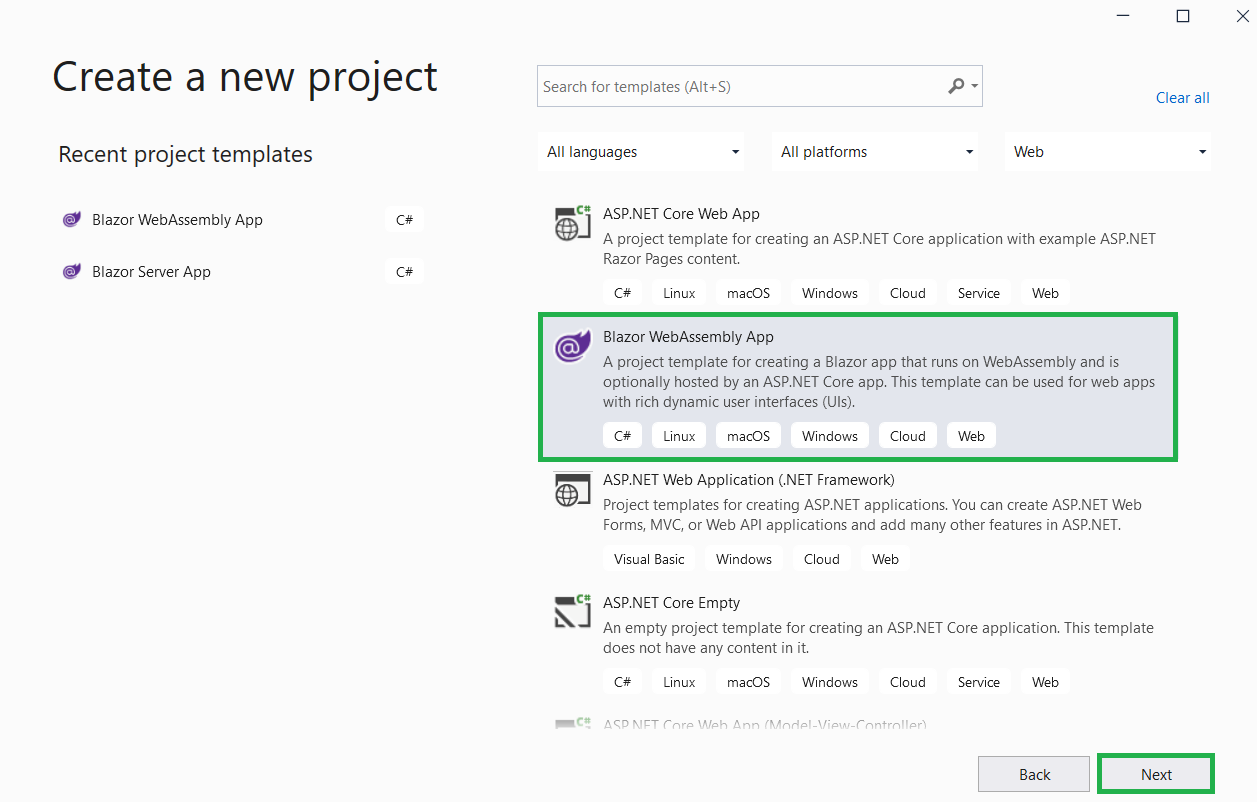 Create a new project
Search for templates (Alt+S)
Clear all
Recent project templates
All languages
All platforms
Web
Blazor WebAssembly App C#
Blazor Server App C#
C#
ASP.NET Core Web App
A project template for creating an ASP.NET Core application with example ASP.NET
Razor Pages content.
C# Linux macOS Windows Cloud Service Web
@ Blazor WebAssembly App
A project template for creating a Blazor app that runs on WebAssembly and is
optionally hosted by an ASP.NET Core app. This template can be used for web apps
with rich dynamic user interfaces (UIs).
C# Linux macOS Windows Cloud Web
ASP.NET Web Application (.NET Framework)
Project templates for creating ASP.NET applications. You can create ASP.NET Web
Forms, MVC, or Web API applications and add many other features in ASP.NET.
Visual Basic Windows Cloud Web
C#
ASP.NET Core Empty
An empty project template for creating an ASP.NET Core application. This template
does not have any content in it.
C# Linux macOS Windows Cloud Service Web
C#
ASP.NET Core Web App (Model-View-Controller)
Back
Next